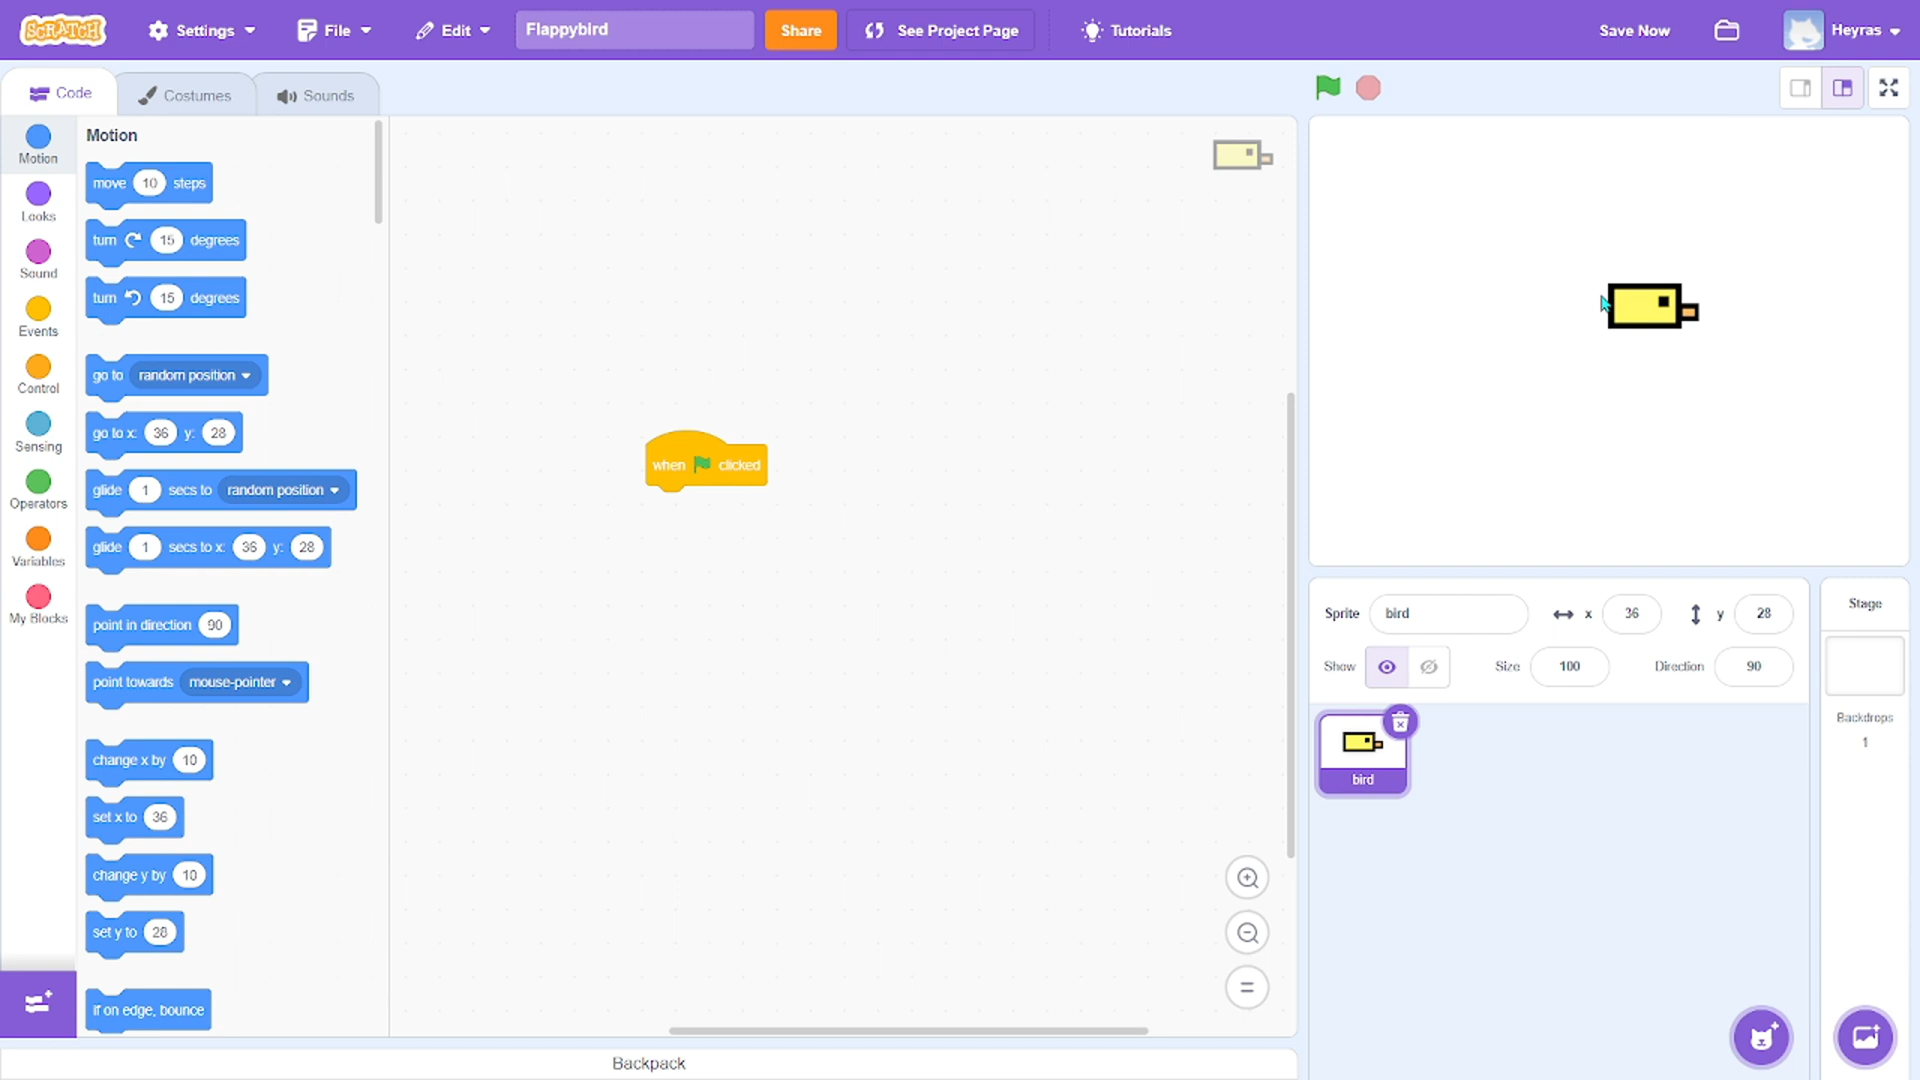 SCRATCH Settings File Edit Flappybird Share See Project Page Tutorials Save Now Heyras
Code Costumes Sounds
Motion
Looks
Sound
Events
Control
Sensing
Operators
Variables
My Blocks
Motion
move 10 steps
turn 15 degrees
turn 15 degrees
go to random position
go to x: 36 y: 28
glide 1 secs to random position
glide 1 secs to x: 36 y: 28
point in direction 90
point towards mouse-pointer
change x by 10
set x to 36
change y by 10
set y to 28
if on edge, bounce
when clicked
Sprite bird x 36 y 28
Show Size 100 Direction 90
bird
Stage
Backdrops
1
Backpack